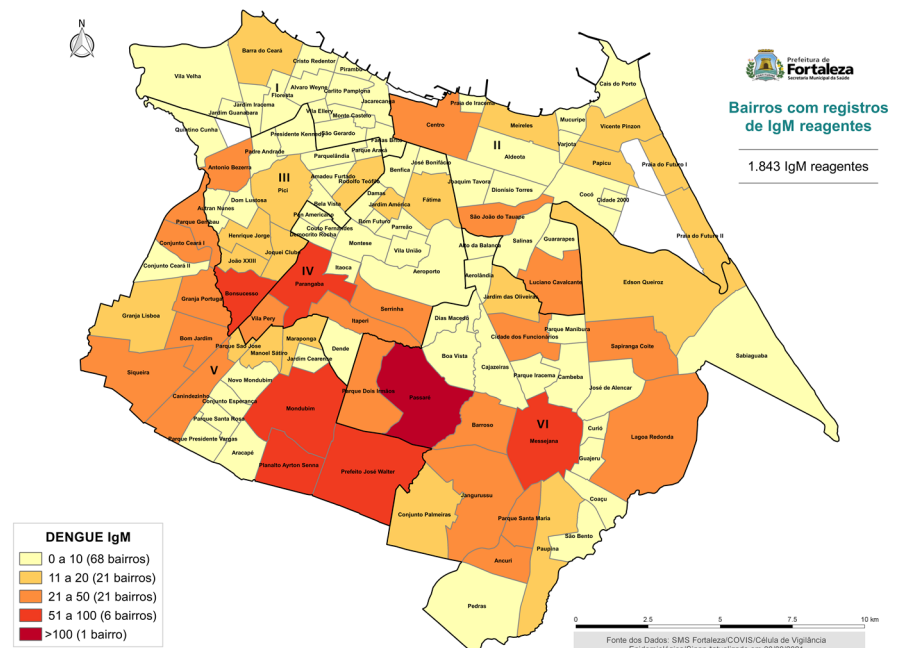 N
Prefeitura de
Fortaleza
Secretaria Municipal da Saúde
Bairros com registros
de IgM reagentes
1.843 IgM reagentes
Barra do Ceará
Vila Velha
Cristo Redentor
Pirambu
I
Floresta
Alvaro Weyne
Carlito Pamplona
Jacarecanga
Jardim Iracema
Jardim Guanabara
Vila Ellery
Monte Castelo
Quintino Cunha
Presidente Kennedy
São Gerardo
Farias Brito
Padre Andrade
Parquelândia
Parque Araxá
Antonio Bezerra
III
Pici
Amadeu Furtado
Rodolfo Teófilo
Benfica
José Bonifácio
Centro
Praia de Iracema
Meireles
Mucuripe
Cais do Porto
Vicente Pinzon
II
Aldeota
Varjota
Papicu
Praia do Futuro I
Joaquim Tavora
Dionisio Torres
Cocó
Cidade 2000
Praia do Futuro II
Dom Lustosa
Autran Nunes
Bela Vista
Damas
Jardim América
Fátima
Pan Americano
Couto Fernandes
Democrito Rocha
Bom Futuro
Parreão
São João do Tauape
Parque Genibau
Henrique Jorge
Conjunto Ceará I
Joquei Clube
João XXIII
Montese
Vila União
Alto da Balança
Salinas
Guararapes
Conjunto Ceará II
IV
Parangaba
Itaoca
Aeroporto
Aerolândia
Luciano Cavalcante
Edson Queiroz
Granja Portugal
Bonsucesso
Jardim das Oliveiras
Granja Lisboa
Vila Pery
Serrinha
Itaperi
Dias Macedo
Parque Manibura
Cidade dos Funcionários
Bom Jardim
Parque Sao Jose
Manoel Sátiro
Maraponga
Jardim Cearense
Dende
Boa Vista
Sapiranga Coite
Sabiaguaba
Siqueira
V
Novo Mondubim
Cajazeiras
Parque Iracema
Cambeba
José de Alencar
Canindezinho
Conjunto Esperança
Parque Dois Irmãos
Passaré
Mondubim
Parque Santa Rosa
Barroso
VI
Messejana
Curió
Lagoa Redonda
Parque Presidente Vargas
Aracapé
Planalto Ayrton Senna
Prefeito José Walter
Guajeru
Jangurussu
Coaçu
Conjunto Palmeiras
Parque Santa Maria
São Bento
Paupina
Ancuri
Pedras
DENGUE IgM
0 a 10 (68 bairros)
11 a 20 (21 bairros)
21 a 50 (21 bairros)
51 a 100 (6 bairros)
>100 (1 bairro)
0 2.5 5 7.5 10 km
Fonte dos Dados: SMS Fortaleza/COVIS/Célula de Vigilância